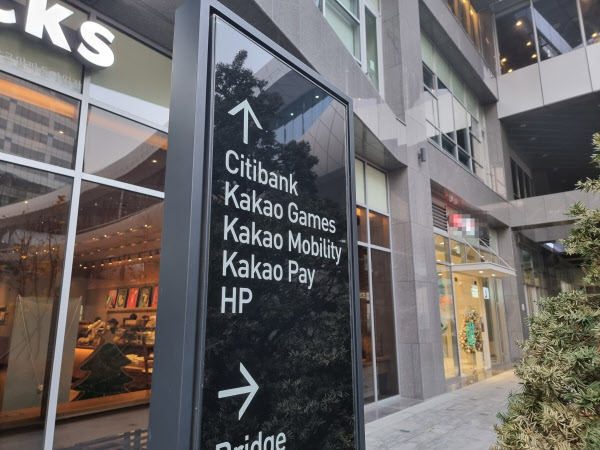 cks
↑
Citibank
Kakao Games
Kakao Mobility
Kakao Pay
HP
→
Bridge